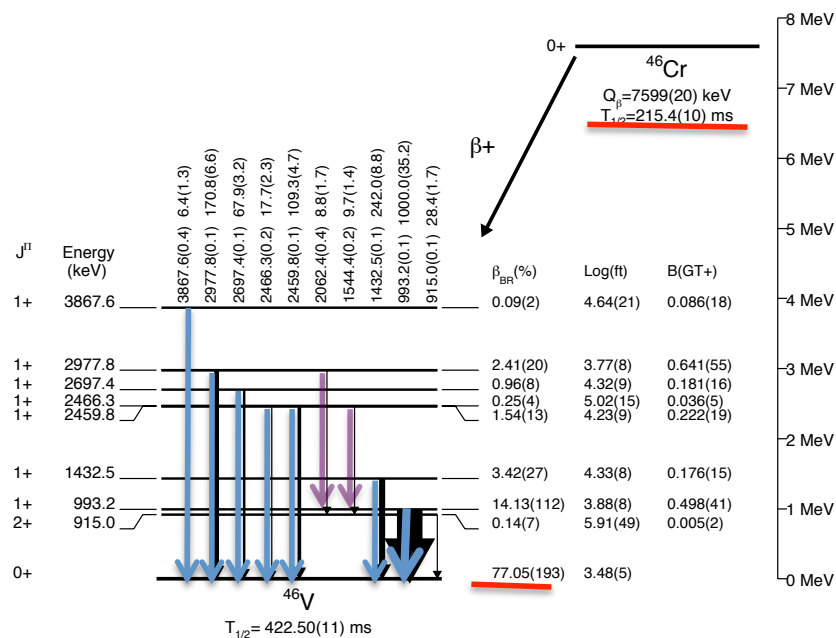 8 MeV
0+
46Cr
Qβ=7599(20) keV
7 MeV
T1/2=215.4(10) ms
β+
6 MeV
5 MeV
3867.6(0.4) 6.4(1.3)
2977.8(0.1) 170.8(6.6)
2697.4(0.1) 67.9(3.2)
2466.3(0.2) 17.7(2.3)
2459.8(0.1) 109.3(4.7)
2062.4(0.4) 8.8(1.7)
1544.4(0.2) 9.7(1.4)
1432.5(0.1) 242.0(8.8)
993.2(0.1) 1000.0(35.2)
915.0(0.1) 28.4(1.7)
JΠ Energy (keV) βBR(%) Log(ft) B(GT+)
1+ 3867.6 0.09(2) 4.64(21) 0.086(18) 4 MeV
1+ 2977.8 2.41(20) 3.77(8) 0.641(55) 3 MeV
1+ 2697.4 0.96(8) 4.32(9) 0.181(16)
1+ 2466.3 0.25(4) 5.02(15) 0.036(5)
1+ 2459.8 1.54(13) 4.23(9) 0.222(19)
2 MeV
1+ 1432.5 3.42(27) 4.33(8) 0.176(15)
1+ 993.2 14.13(112) 3.88(8) 0.498(41) 1 MeV
2+ 915.0 0.14(7) 5.91(49) 0.005(2)
0+ 77.05(193) 3.48(5) 0 MeV
46V
T1/2= 422.50(11) ms